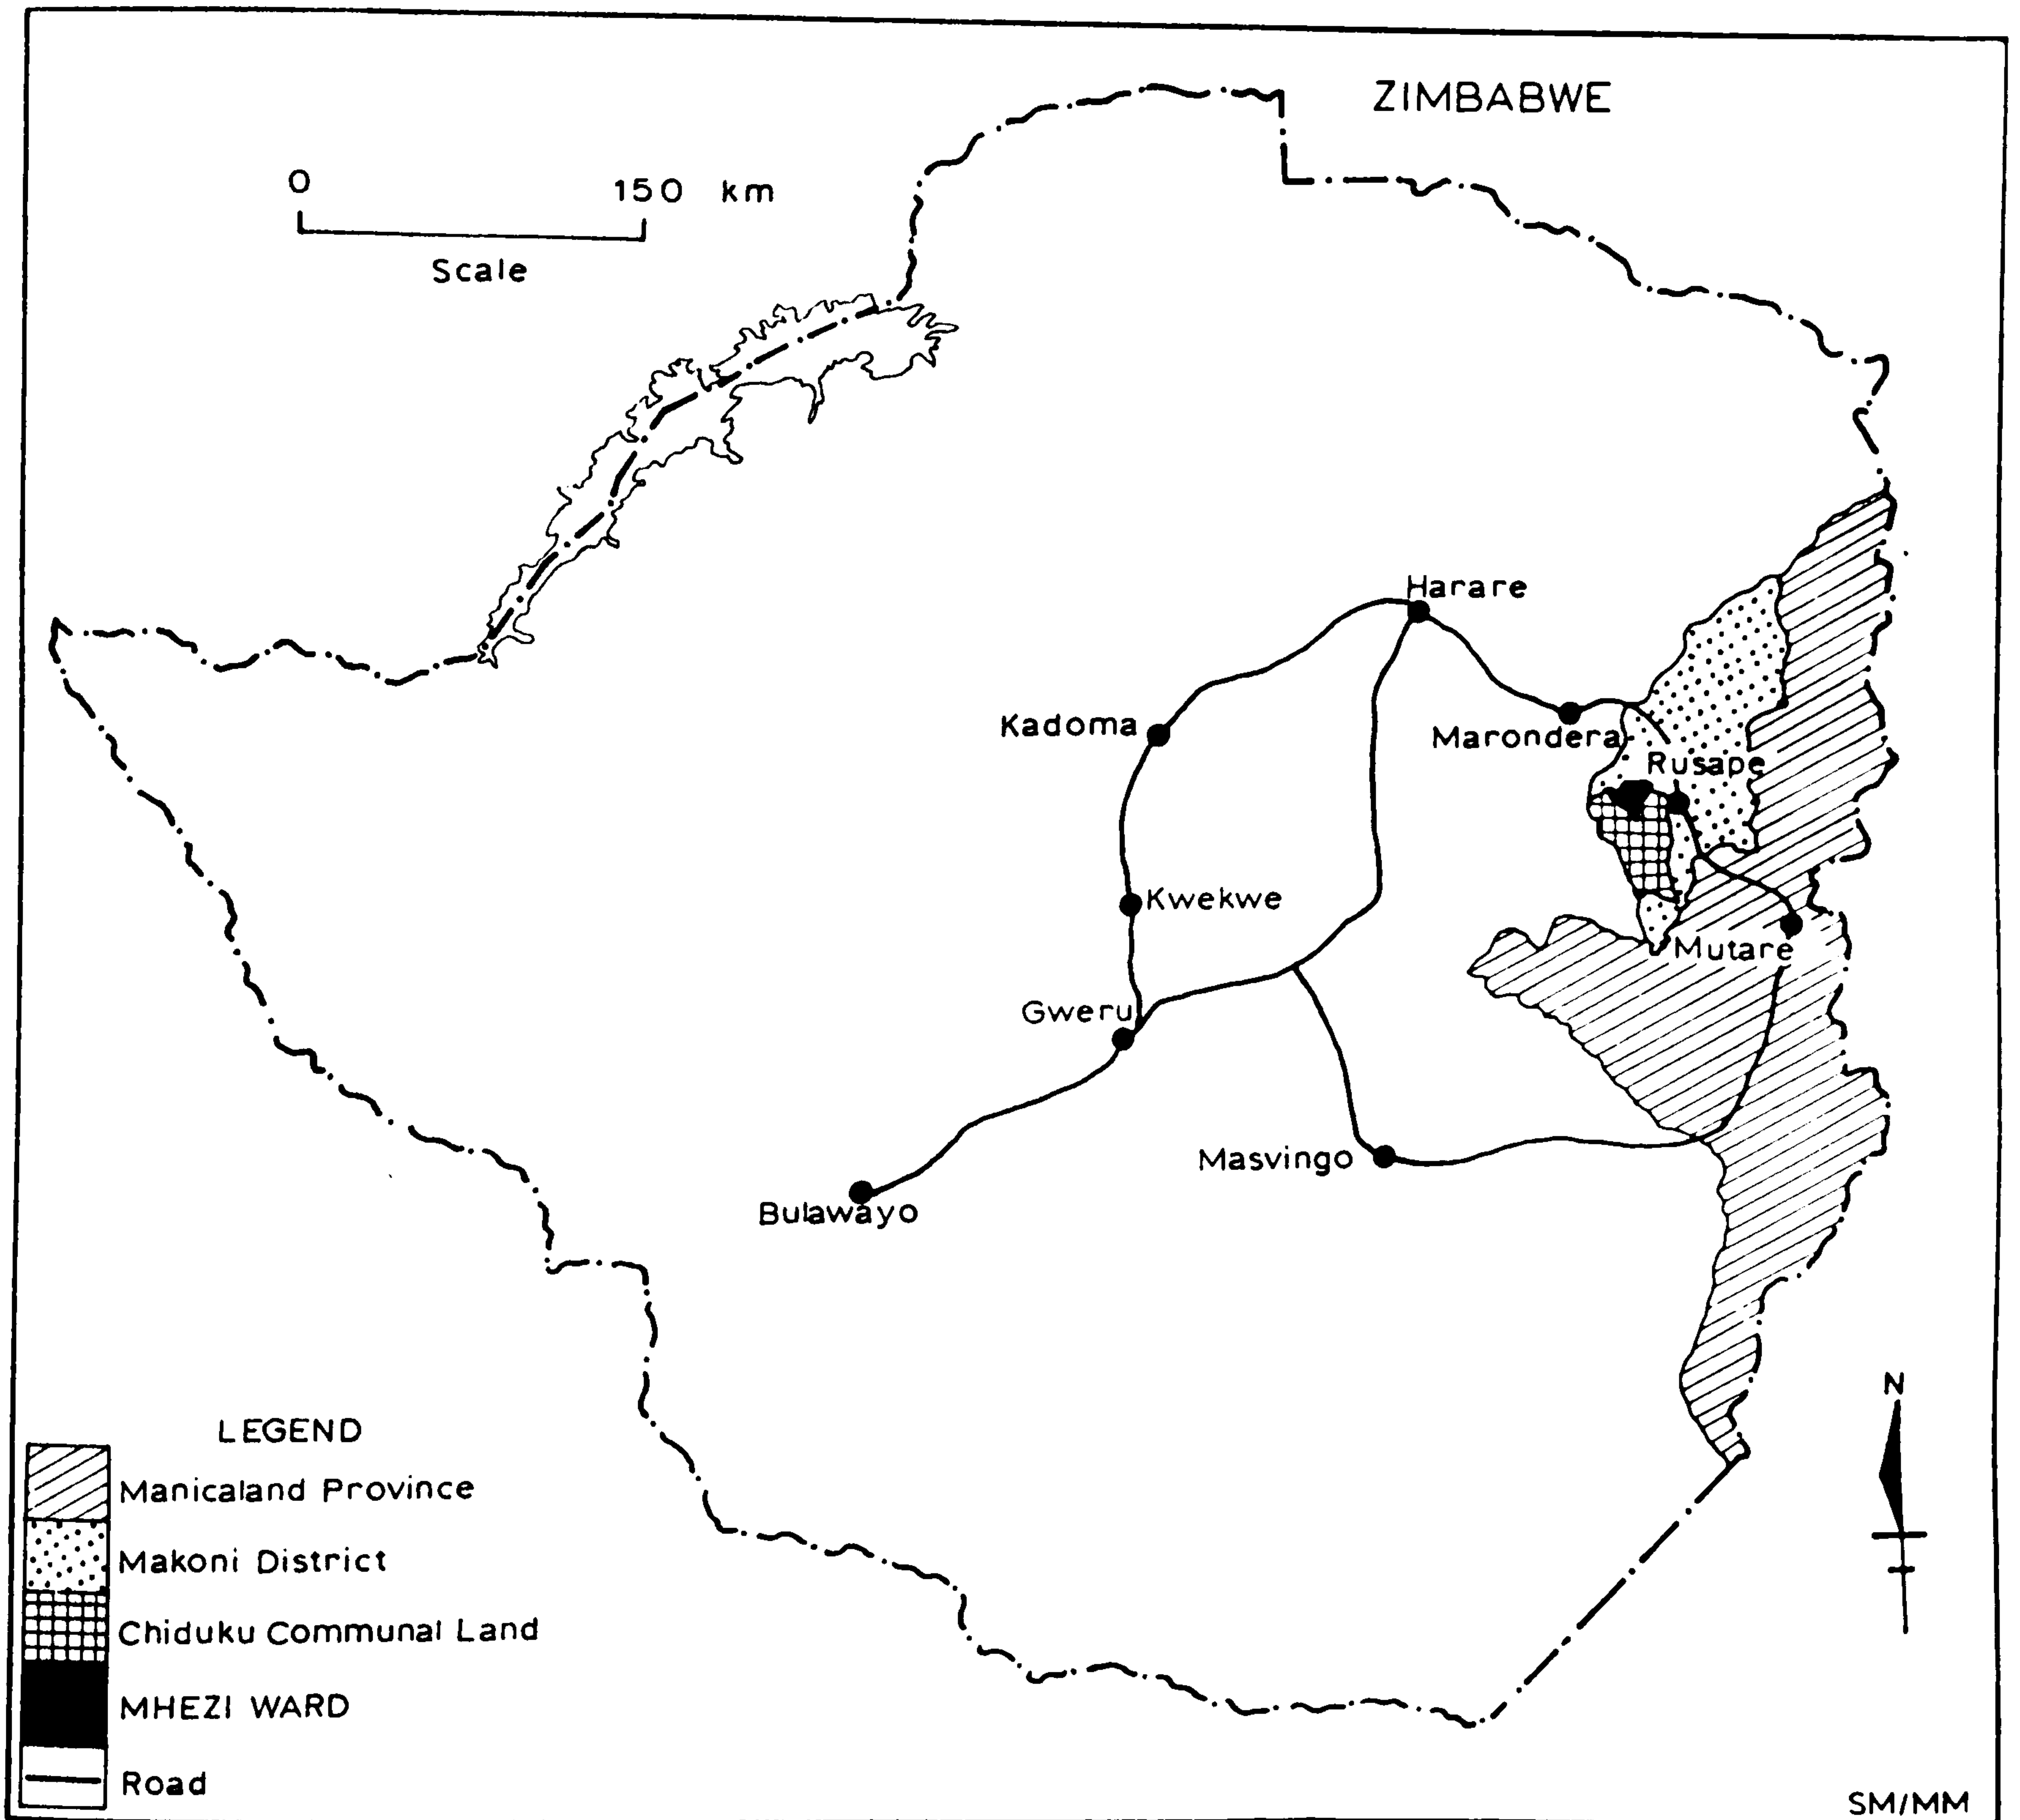 ZIMBABWE
0 150 km
Scale
Harare
Kadoma
Marondera
Rusape
Kwekwe
Mutare
Gweru
Masvingo
Bulawayo
N
LEGEND
Manicaland Province
Makoni District
Chiduku Communal Land
MHEZI WARD
Road
SM/MM